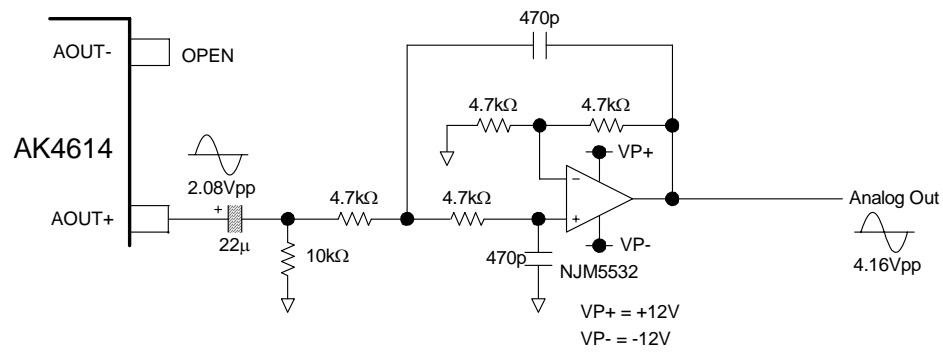 470p
AOUT-
OPEN
4.7kΩ
4.7kΩ
AK4614
VP+
2.08Vpp
4.7kΩ
4.7kΩ
Analog Out
AOUT+
+
−
+
VP-
22μ
10kΩ
470p
NJM5532
4.16Vpp
VP+ = +12V
VP- = -12V